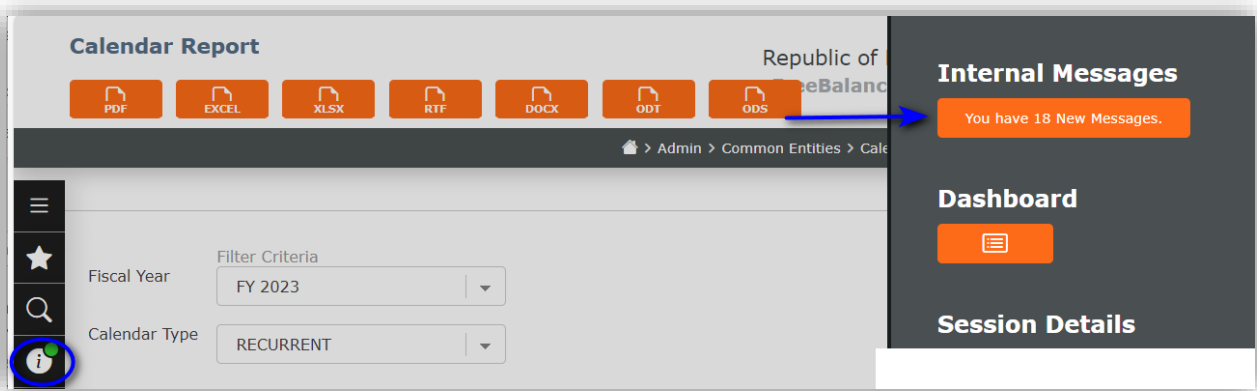 Calendar Report
Republic of
PDF
EXCEL
XLSX
RTF
DOCX
ODT
ODS
> Admin > Common Entities >
Filter Criteria
Fiscal Year
FY 2023
Calendar Type
RECURRENT
i
Internal Messages
You have 18 New Messages.
Dashboard
Session Details